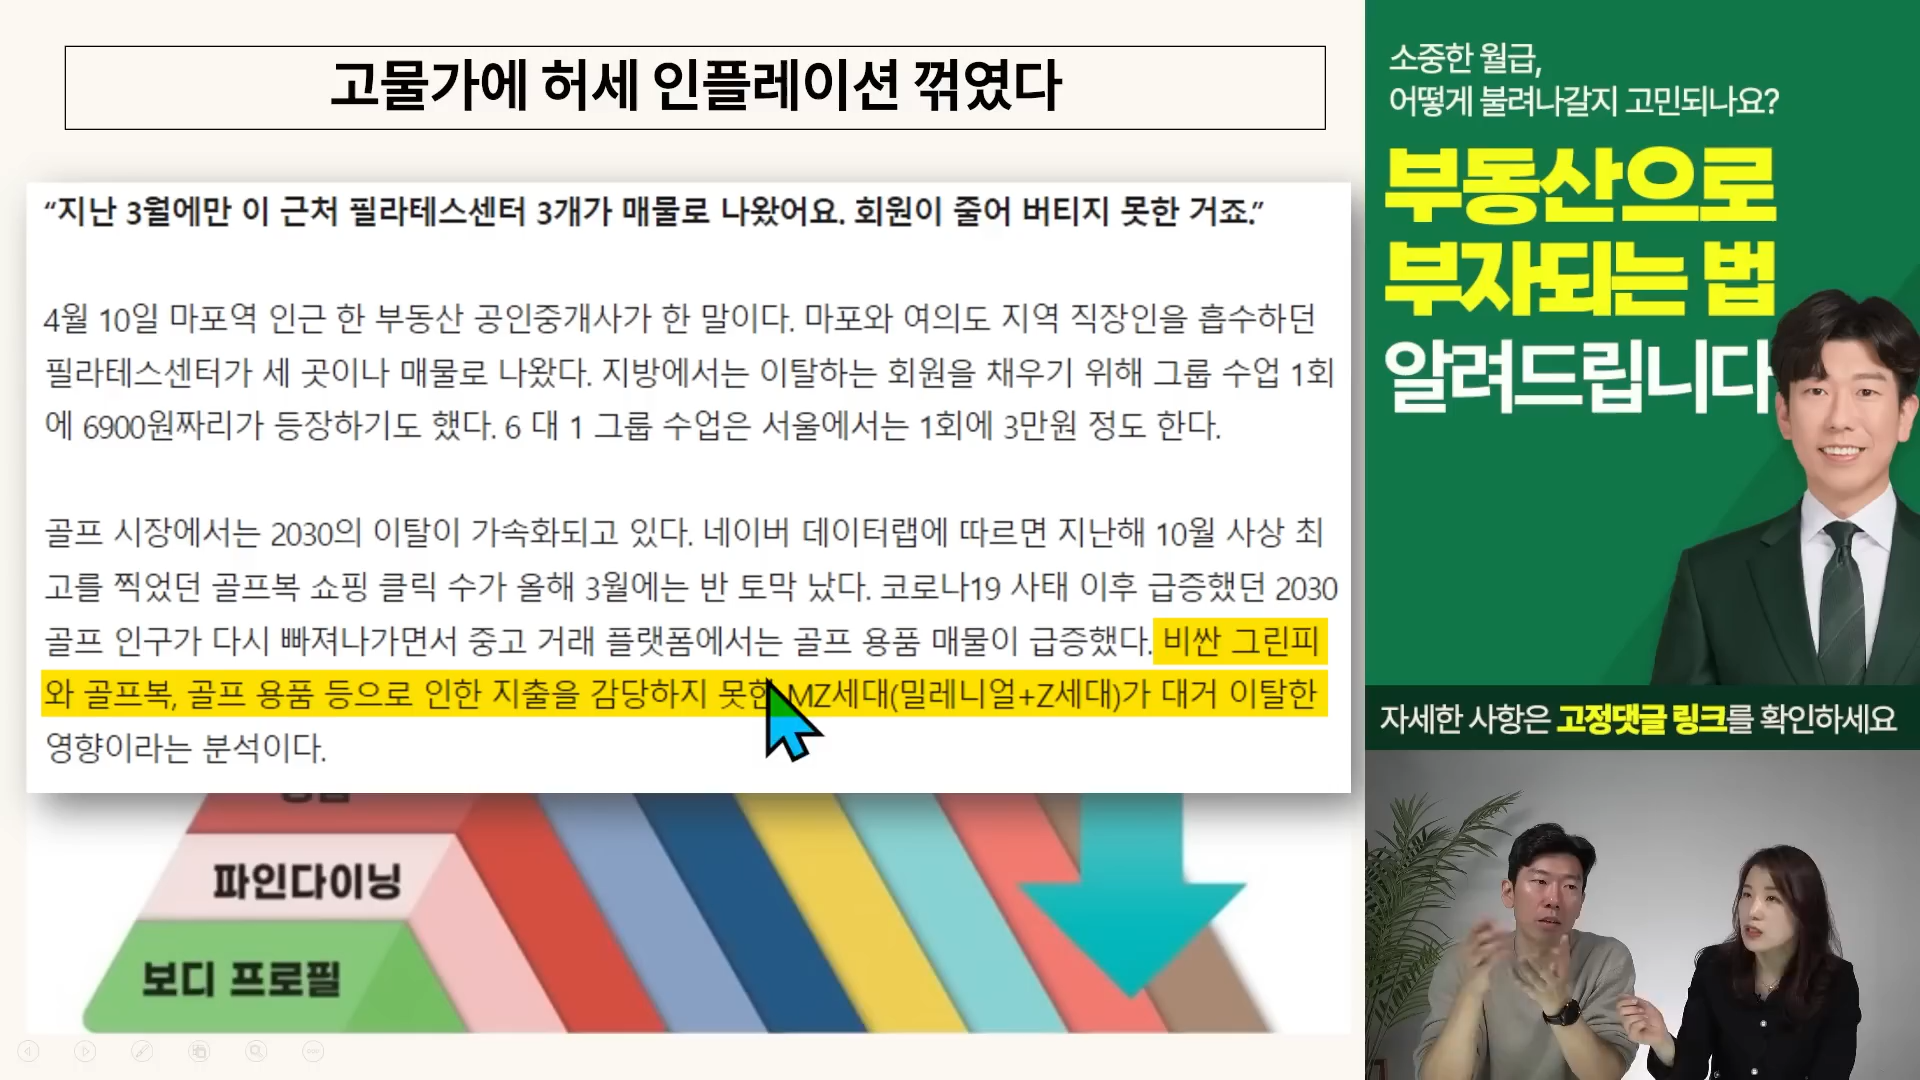 고물가에 허세 인플레이션 꺾였다
“지난 3월에만 이 근처 필라테스센터 3개가 매물로 나왔어요. 회원이 줄어 버티지 못한 거죠.”
4월 10일 마포역 인근 한 부동산 공인중개사가 한 말이다. 마포와 여의도 지역 직장인을 흡수하던
필라테스센터가 세 곳이나 매물로 나왔다. 지방에서는 이탈하는 회원을 채우기 위해 그룹 수업 1회
에 6900원짜리가 등장하기도 했다. 6 대 1 그룹 수업은 서울에서는 1회에 3만원 정도 한다.
골프 시장에서는 2030의 이탈이 가속화되고 있다. 네이버 데이터랩에 따르면 지난해 10월 사상 최
고를 찍었던 골프복 쇼핑 클릭 수가 올해 3월에는 반 토막 났다. 코로나19 사태 이후 급증했던 2030
골프 인구가 다시 빠져나가면서 중고 거래 플랫폼에서는 골프 용품 매물이 급증했다. 비싼 그린피
와 골프복, 골프 용품 등으로 인한 지출을 감당하지 못한 MZ세대(밀레니얼+Z세대)가 대거 이탈한
영향이라는 분석이다.
파인다이닝
보디 프로필
소중한 월급,
어떻게 불려나갈지 고민되나요?
부동산으로
부자되는 법
알려드립니다
자세한 사항은 고정댓글 링크를 확인하세요